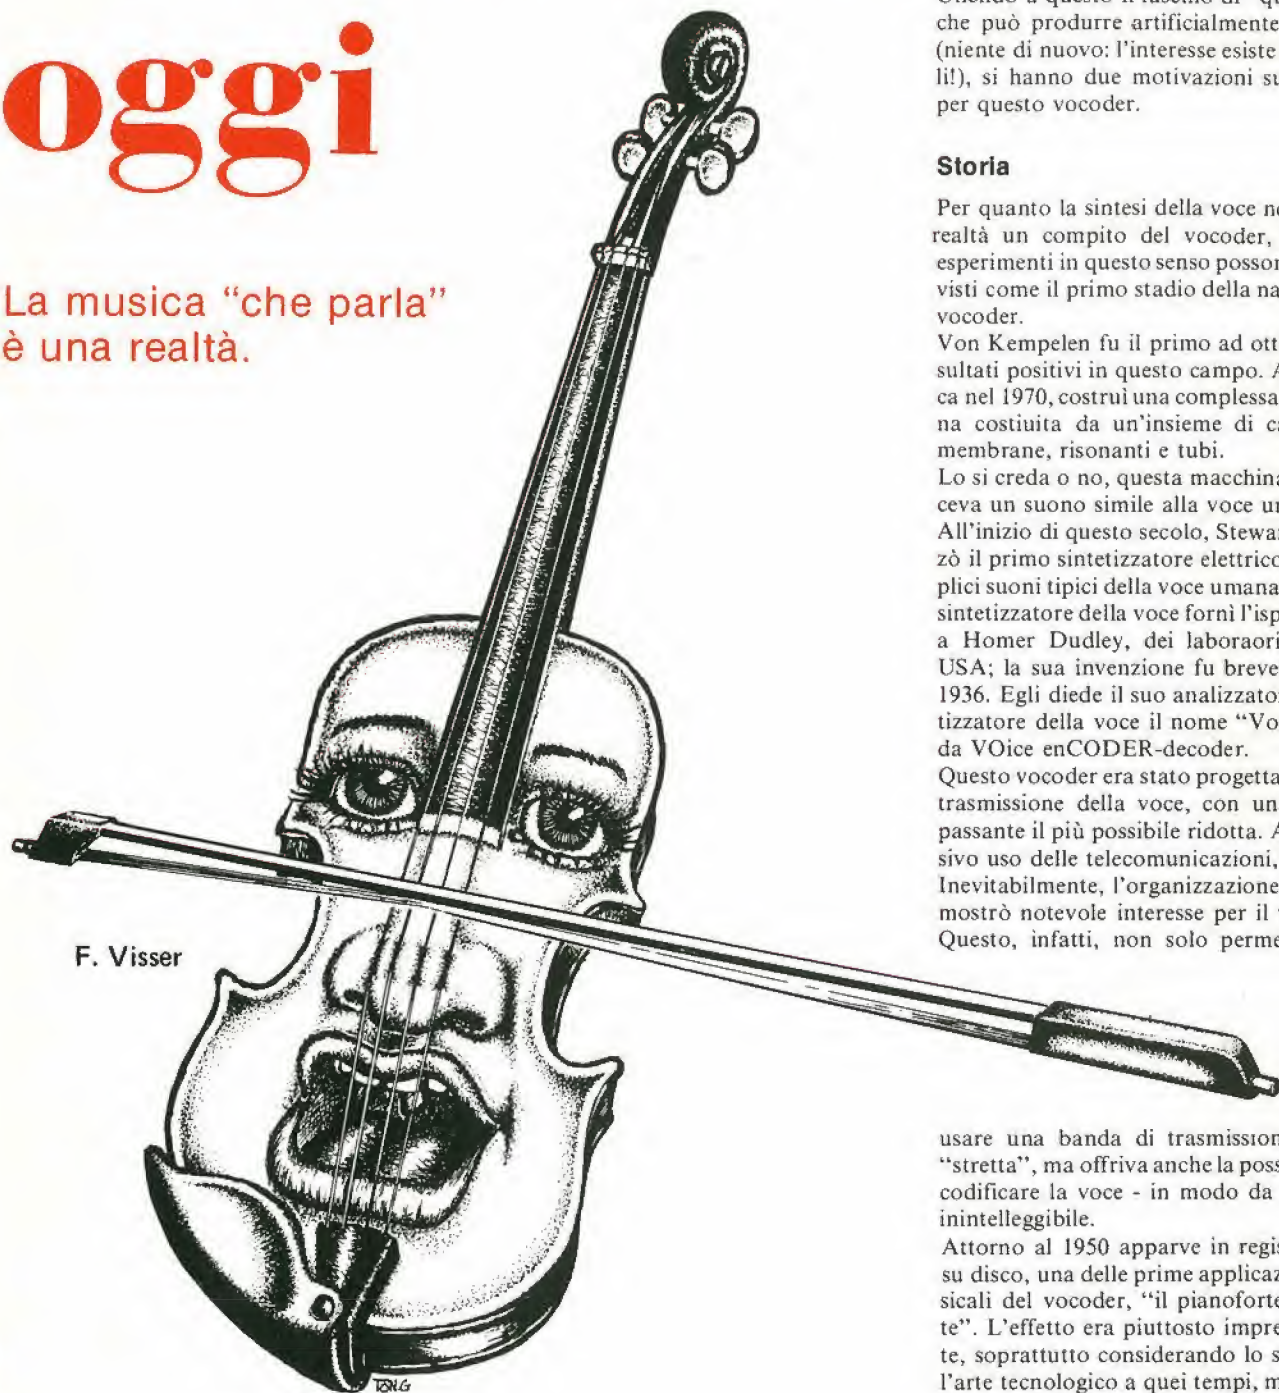 oggi
La musica “che parla”
è una realtà.
F. Visser
che può produrre artificialmente
(niente di nuovo: l'interesse esiste
li!), si hanno due motivazioni su
per questo vocoder.
Storia
Per quanto la sintesi della voce no
realtà un compito del vocoder,
esperimenti in questo senso posson
visti come il primo stadio della na
vocoder.
Von Kempelen fu il primo ad ott
sultati positivi in questo campo. A
ca nel 1970, costruì una complessa
na costiuita da un'insieme di ca
membrane, risonanti e tubi.
Lo si creda o no, questa macchina
ceva un suono simile alla voce un
All'inizio di questo secolo, Stewar
zò il primo sintetizzatore elettrico
plici suoni tipici della voce umana
sintetizzatore della voce fornì l'isp
a Homer Dudley, dei laboraori
USA; la sua invenzione fu breve
1936. Egli diede il suo analizzator
tizzatore della voce il nome “Vo
da VOice enCODER-decoder.
Questo vocoder era stato progetta
trasmissione della voce, con un
passante il più possibile ridotta. A
sivo uso delle telecomunicazioni,
Inevitabilmente, l'organizzazione
mostrò notevole interesse per il
Questo, infatti, non solo perme
usare una banda di trasmission
“stretta”, ma offriva anche la poss
codificare la voce - in modo da
inintelleggibile.
Attorno al 1950 apparve in regis
su disco, una delle prime applicaz
sicali del vocoder, “il pianoforte
te”. L'effetto era piuttosto impre
te, soprattutto considerando lo s
l'arte tecnologico a quei tempi, m